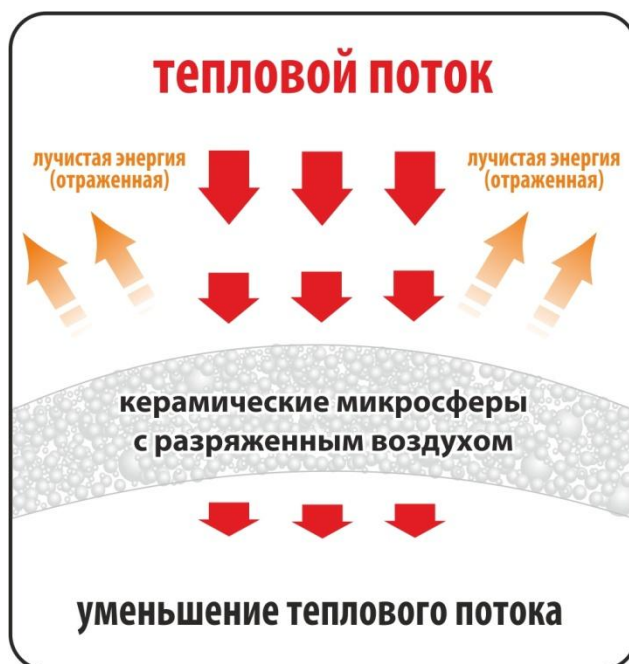 тепловой поток
лучистая энергия
(отраженная)
лучистая энергия
(отраженная)
керамические микросферы
с разряженным воздухом
уменьшение теплового потока